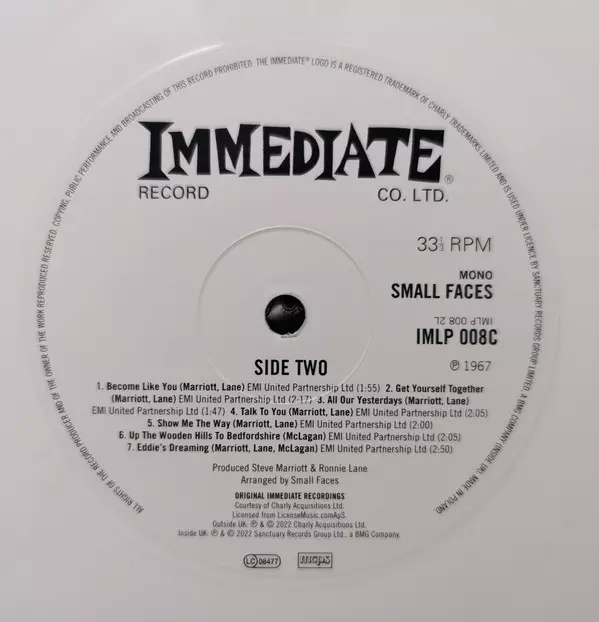 ALL RIGHTS OF THE RECORD PRODUCER AND OF THE OWNER OF THE WORK REPRODUCED RESERVED. COPYING, PUBLIC PERFORMANCE AND BROADCASTING OF THIS RECORD PROHIBITED. THE IMMEDIATE® LOGO IS A REGISTERED TRADEMARK OF CHARLY TRADEMARKS LIMITED AND IS USED UNDER LICENCE BY SANCTUARY RECORDS GROUP LIMITED, A BMG COMPANY (INSIDE UK). MADE IN POLAND
IMMEDIATE®
RECORD CO. LTD.
33⅓ RPM
MONO
SMALL FACES
IMLP 008 2L
IMLP 008C
℗ 1967
SIDE TWO
1. Become Like You (Marriott, Lane) EMI United Partnership Ltd (1:55) 2. Get Yourself Together
(Marriott, Lane) EMI United Partnership Ltd (2:17) 3. All Our Yesterdays (Marriott, Lane)
EMI United Partnership Ltd (1:47) 4. Talk To You (Marriott, Lane) EMI United Partnership Ltd (2:05)
5. Show Me The Way (Marriott, Lane) EMI United Partnership Ltd (2:00)
6. Up The Wooden Hills To Bedfordshire (McLagan) EMI United Partnership Ltd (2:05)
7. Eddie's Dreaming (Marriott, Lane, McLagan) EMI United Partnership Ltd (2:50)
Produced Steve Marriott & Ronnie Lane
Arranged by Small Faces
ORIGINAL IMMEDIATE RECORDINGS
Courtesy of Charly Acquisitions Ltd.
Licensed from LicenseMusic.comApS.
Outside UK: ℗ & © 2022 Charly Acquisitions Ltd.
Inside UK: ℗ & © 2022 Sanctuary Records Group Ltd., a BMG Company.
LC 08477
mcps